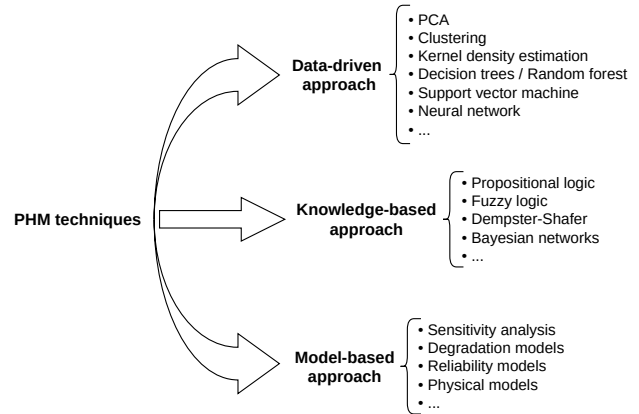 PHM techniques
Data-driven
approach
• PCA
• Clustering
• Kernel density estimation
• Decision trees / Random forest
• Support vector machine
• Neural network
• ...
Knowledge-based
approach
• Propositional logic
• Fuzzy logic
• Dempster-Shafer
• Bayesian networks
• ...
Model-based
approach
• Sensitivity analysis
• Degradation models
• Reliability models
• Physical models
• ...